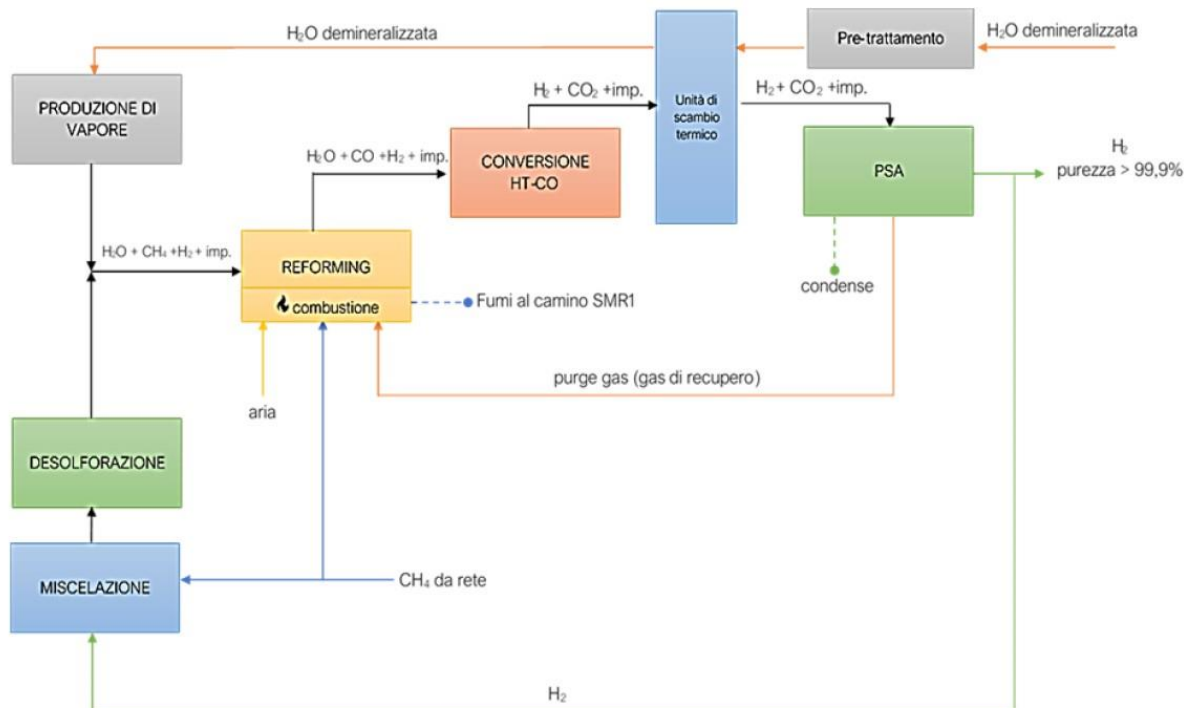 H₂O demineralizzata
Pre-trattamento
H₂O demineralizzata
PRODUZIONE DI
VAPORE
H₂ + CO₂ +imp.
Unità di
scambio
termico
H₂ + CO₂ +imp.
H₂O + CO +H₂ + imp.
CONVERSIONE
HT-CO
PSA
H₂
purezza > 99,9%
H₂O + CH₄ +H₂ + imp.
REFORMING
combustione
Fumi al camino SMR1
condense
purge gas (gas di recupero)
aria
DESOLFORAZIONE
MISCELAZIONE
CH₄ da rete
H₂